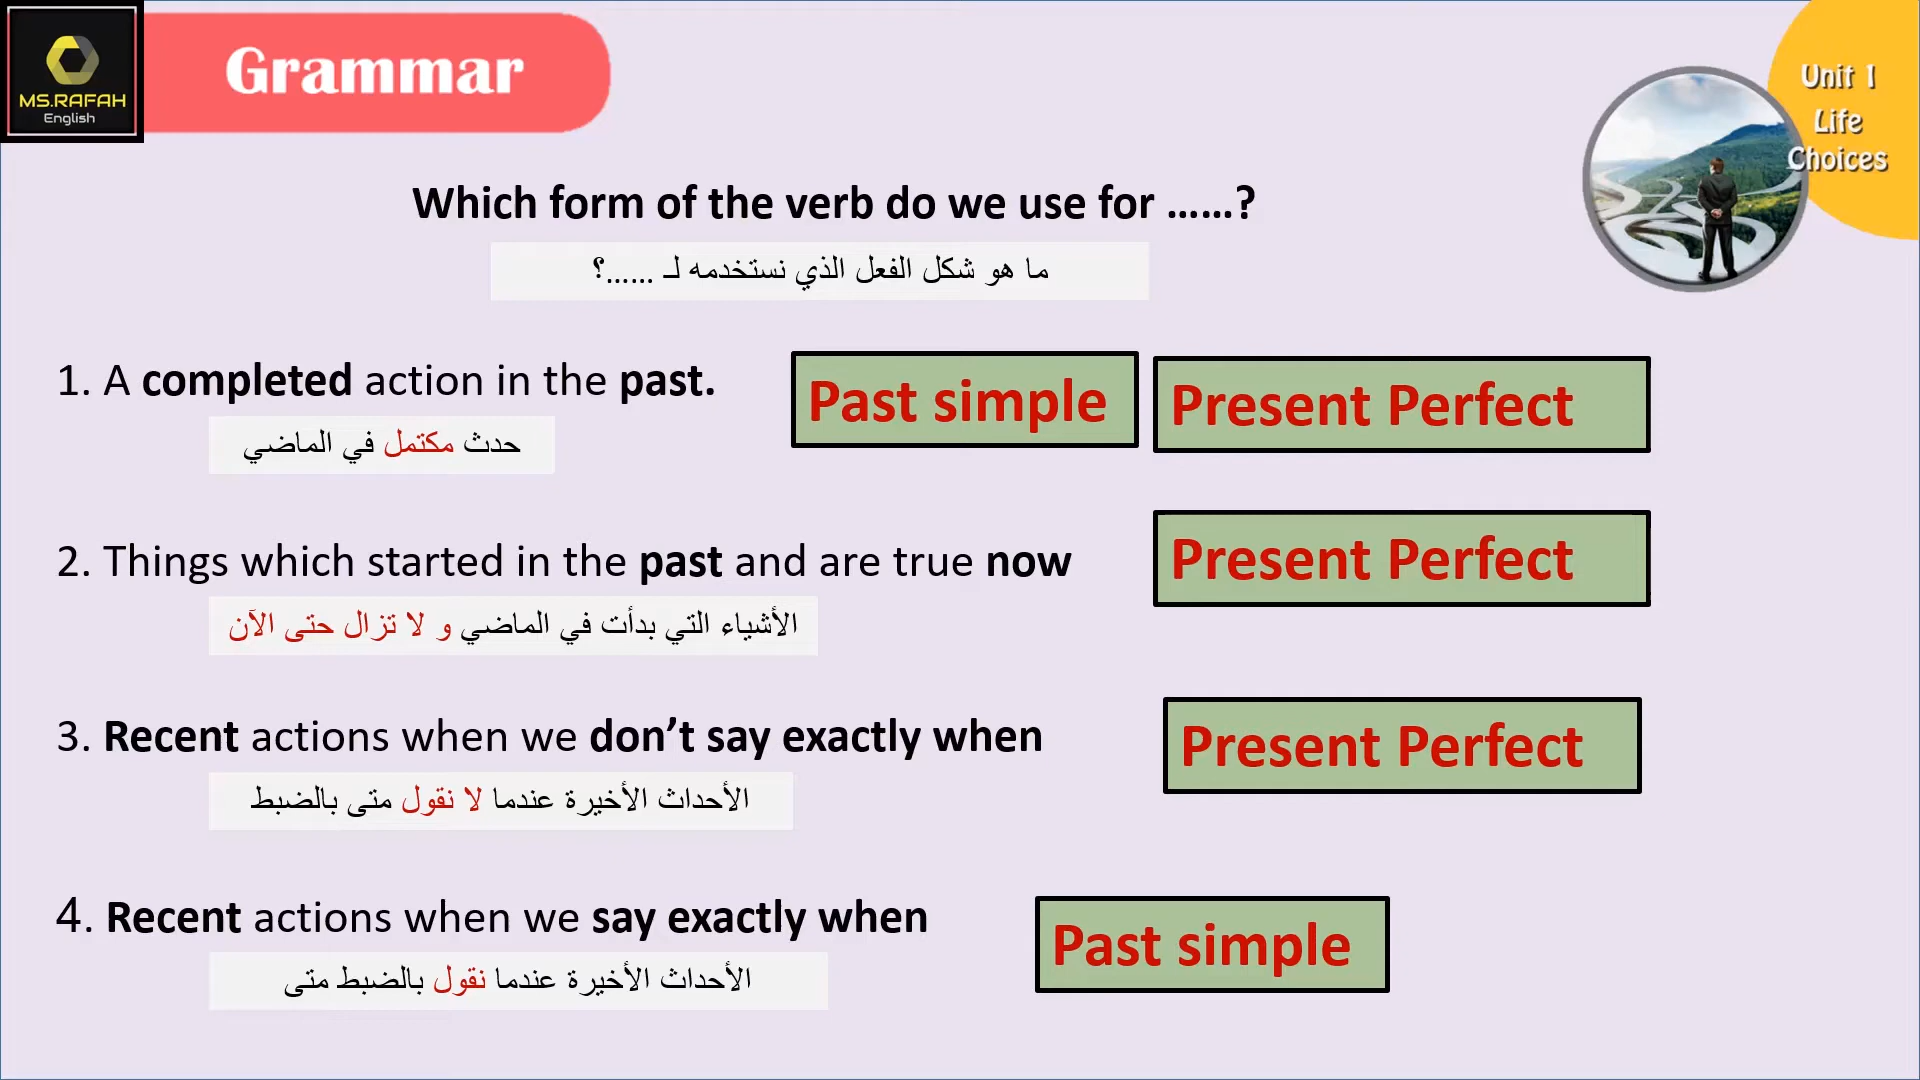 MS.RAFAH
English
Grammar
Unit 1
Life
Choices
Which form of the verb do we use for ......?
ما هو شكل الفعل الذي نستخدمه لـ ......؟
1. A completed action in the past.
Past simple
Present Perfect
حدث مكتمل في الماضي
2. Things which started in the past and are true now
Present Perfect
الأشياء التي بدأت في الماضي و لا تزال حتى الآن
3. Recent actions when we don’t say exactly when
Present Perfect
الأحداث الأخيرة عندما لا نقول متى بالضبط
4. Recent actions when we say exactly when
Past simple
الأحداث الأخيرة عندما نقول بالضبط متى